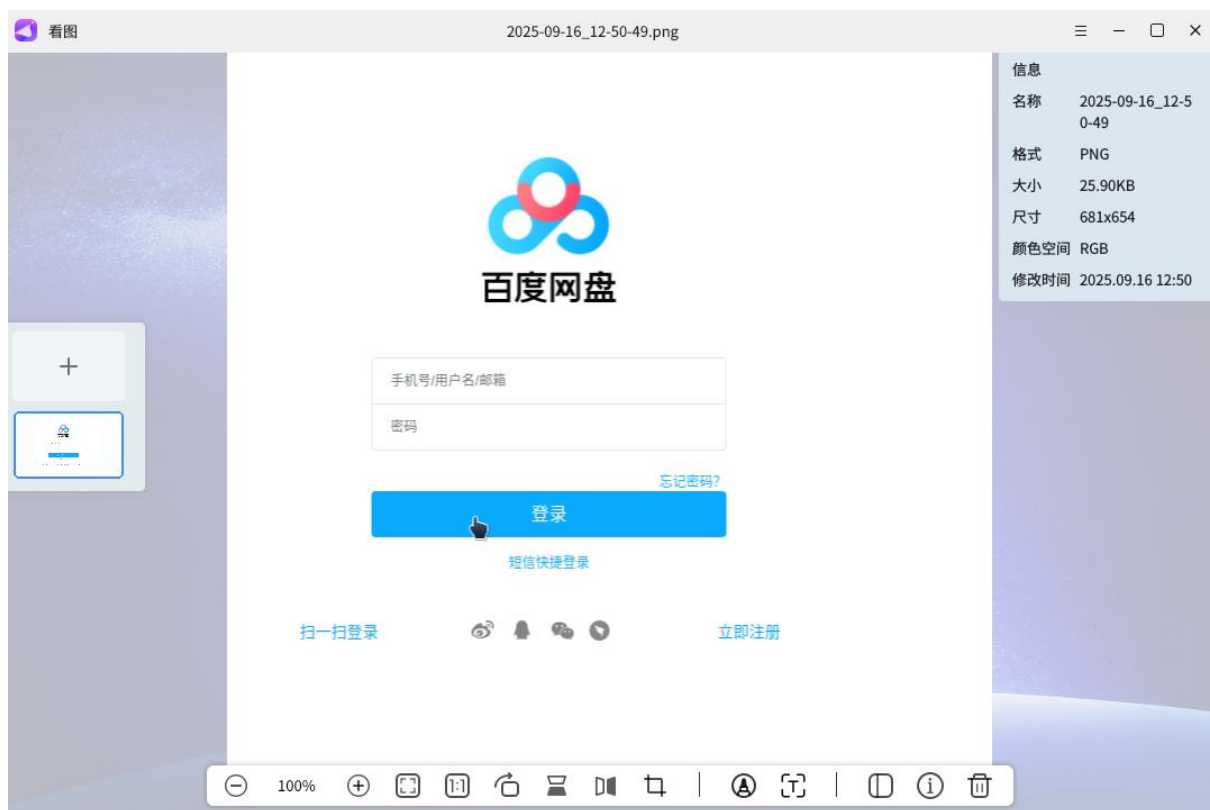 看图
2025-09-16_12-50-49.png
信息
名称 2025-09-16_12-5
0-49
格式 PNG
大小 25.90KB
尺寸 681x654
颜色空间 RGB
修改时间 2025.09.16 12:50
百度网盘
手机号/用户名/邮箱
密码
忘记密码?
登录
短信快捷登录
扫一扫登录
立即注册
100%
1:1
A
T